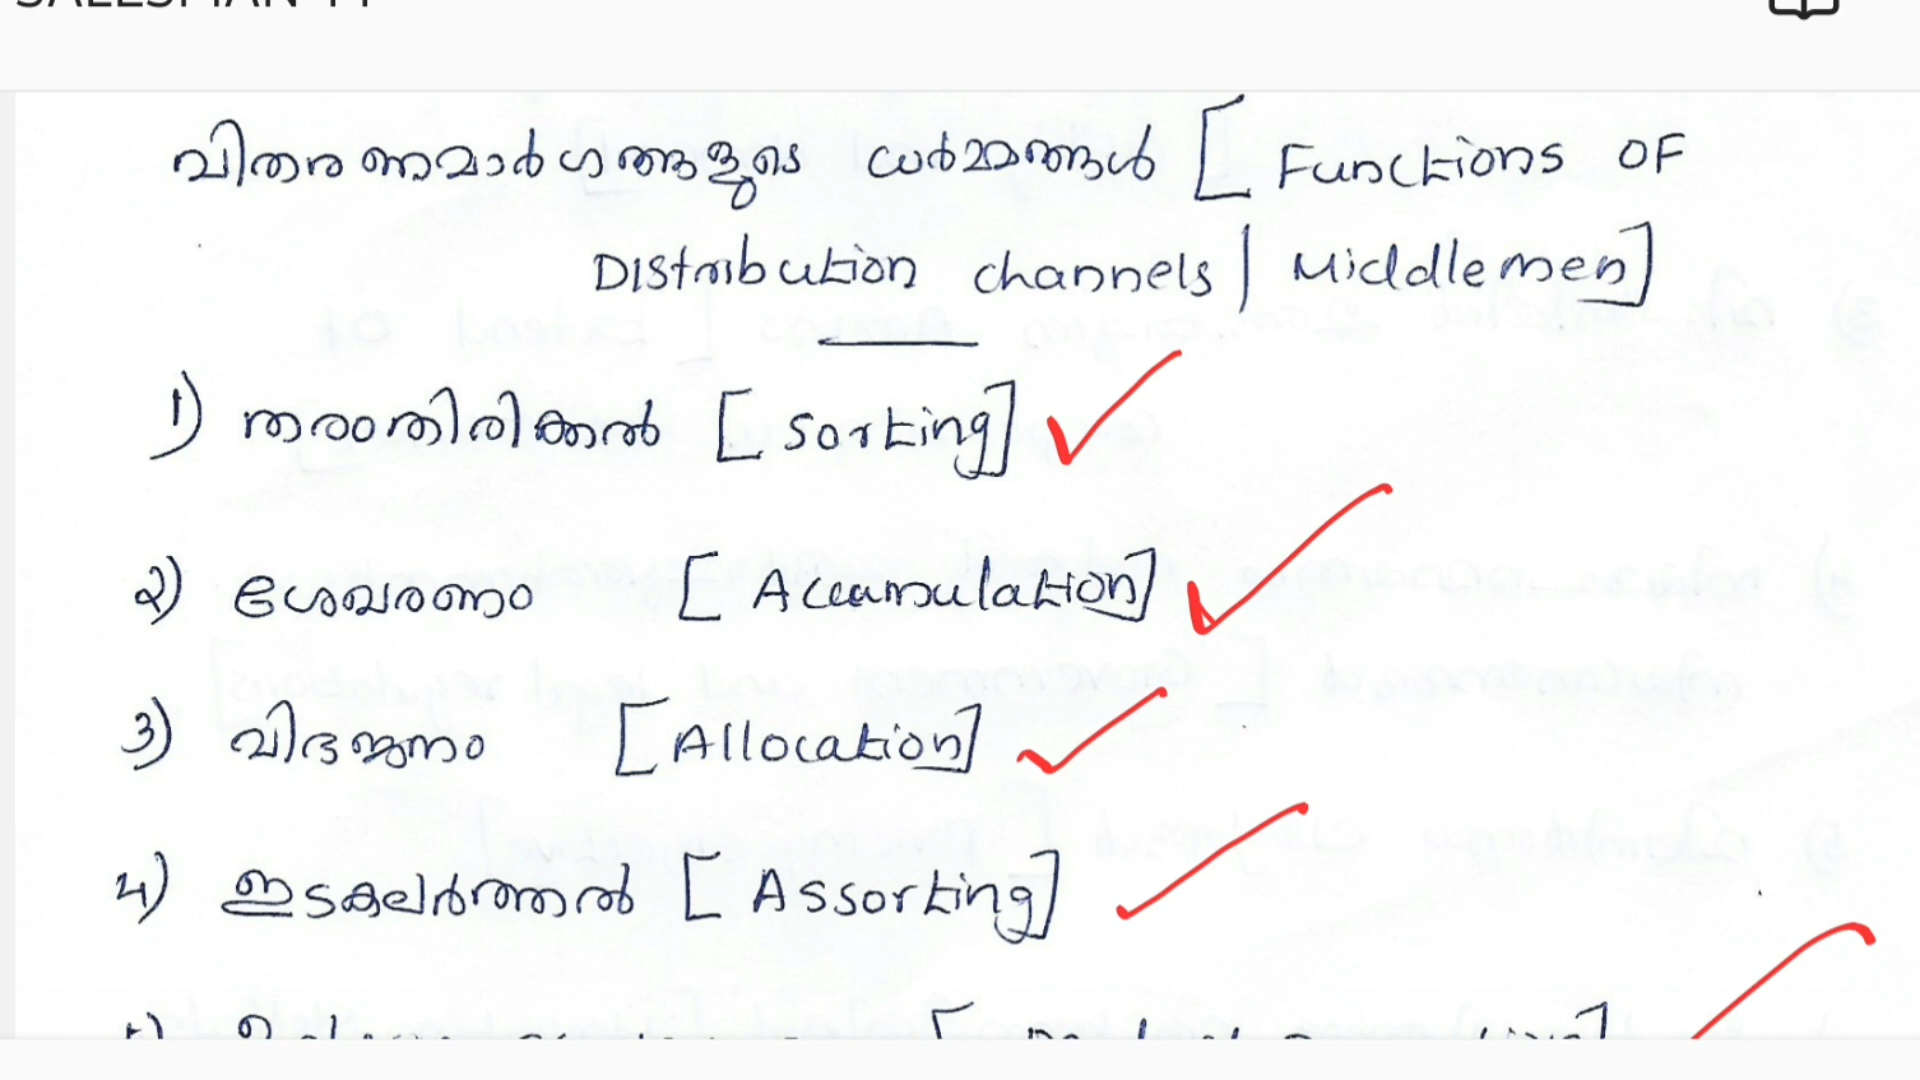 വിതരണമാർഗങ്ങളുടെ ധർമ്മങ്ങൾ [ Functions OF
Distribution channels | Middlemen]
1) തരംതിരിക്കൽ [ Sorting]
2) ശേഖരണം [ Accumulation]
3) വിഭജനം [ Allocation]
4) ഇടകലർത്തൽ [ Assorting]